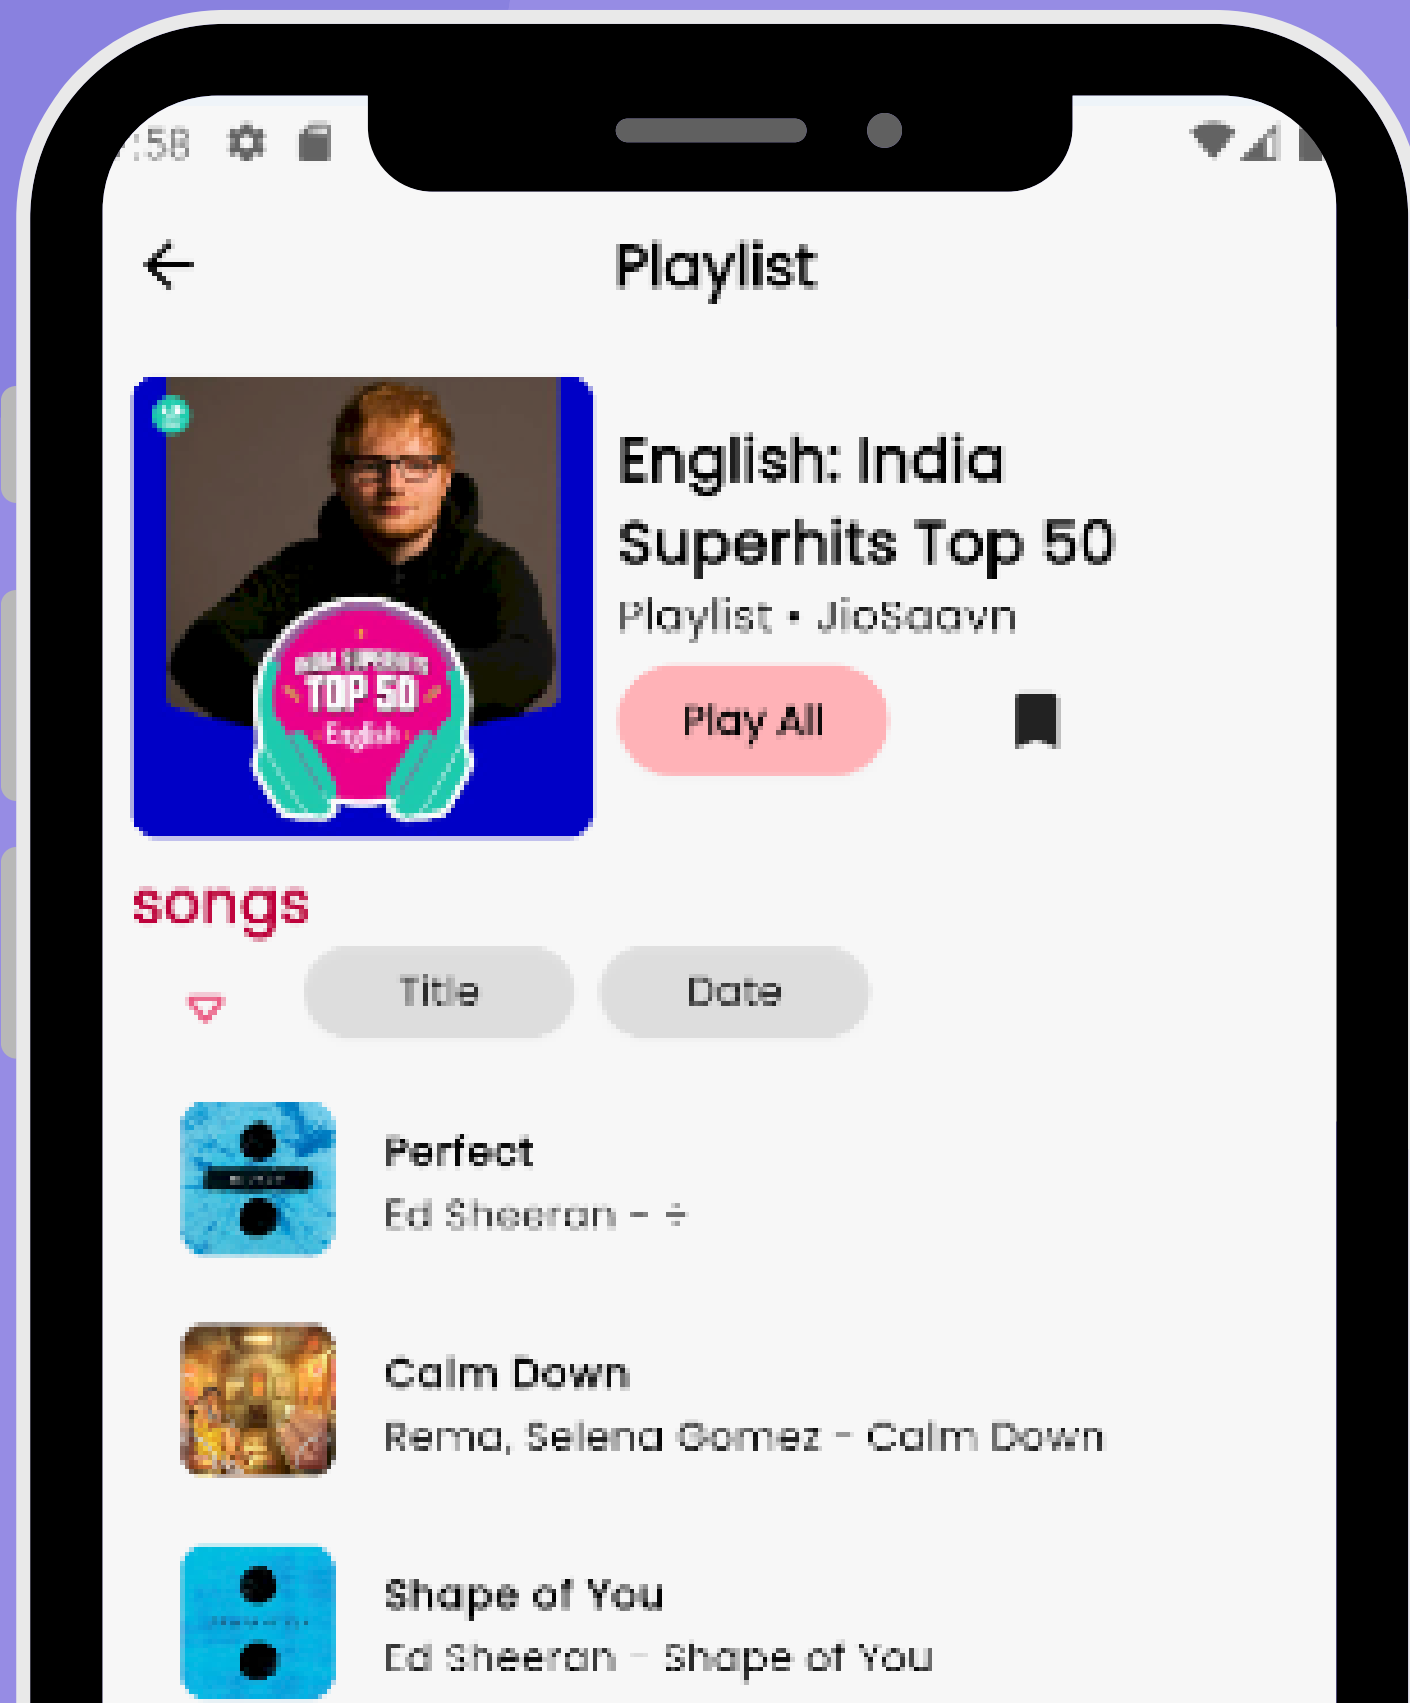 :58
Playlist
English: India
Superhits Top 50
Playlist • JioSaavn
INDIA SUPERHITS
TOP 50
English
Play All
songs
Title
Date
Perfect
Ed Sheeran - ÷
Calm Down
Rema, Selena Gomez - Calm Down
Shape of You
Ed Sheeran - Shape of You